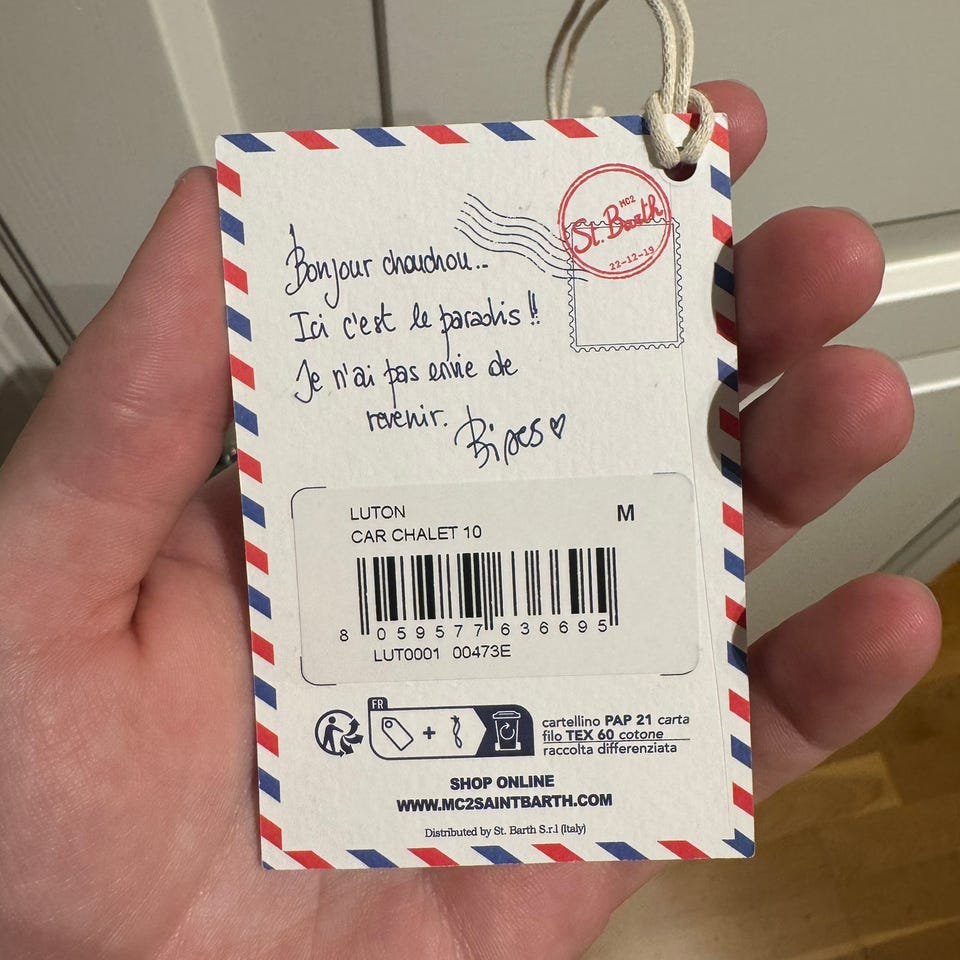 MC2
St. Barth
22-12-19
Bonjour chouchou...
Ici c'est le paradis !!
Je n'ai pas envie de
revenir.
Bises
LUTON
M
CAR CHALET 10
8 059577 636695
LUT0001 00473E
FR
+
cartellino PAP 21 carta
filo TEX 60 cotone
raccolta differenziata
SHOP ONLINE
WWW.MC2SAINTBARTH.COM
Distributed by St. Barth S.r.l (Italy)